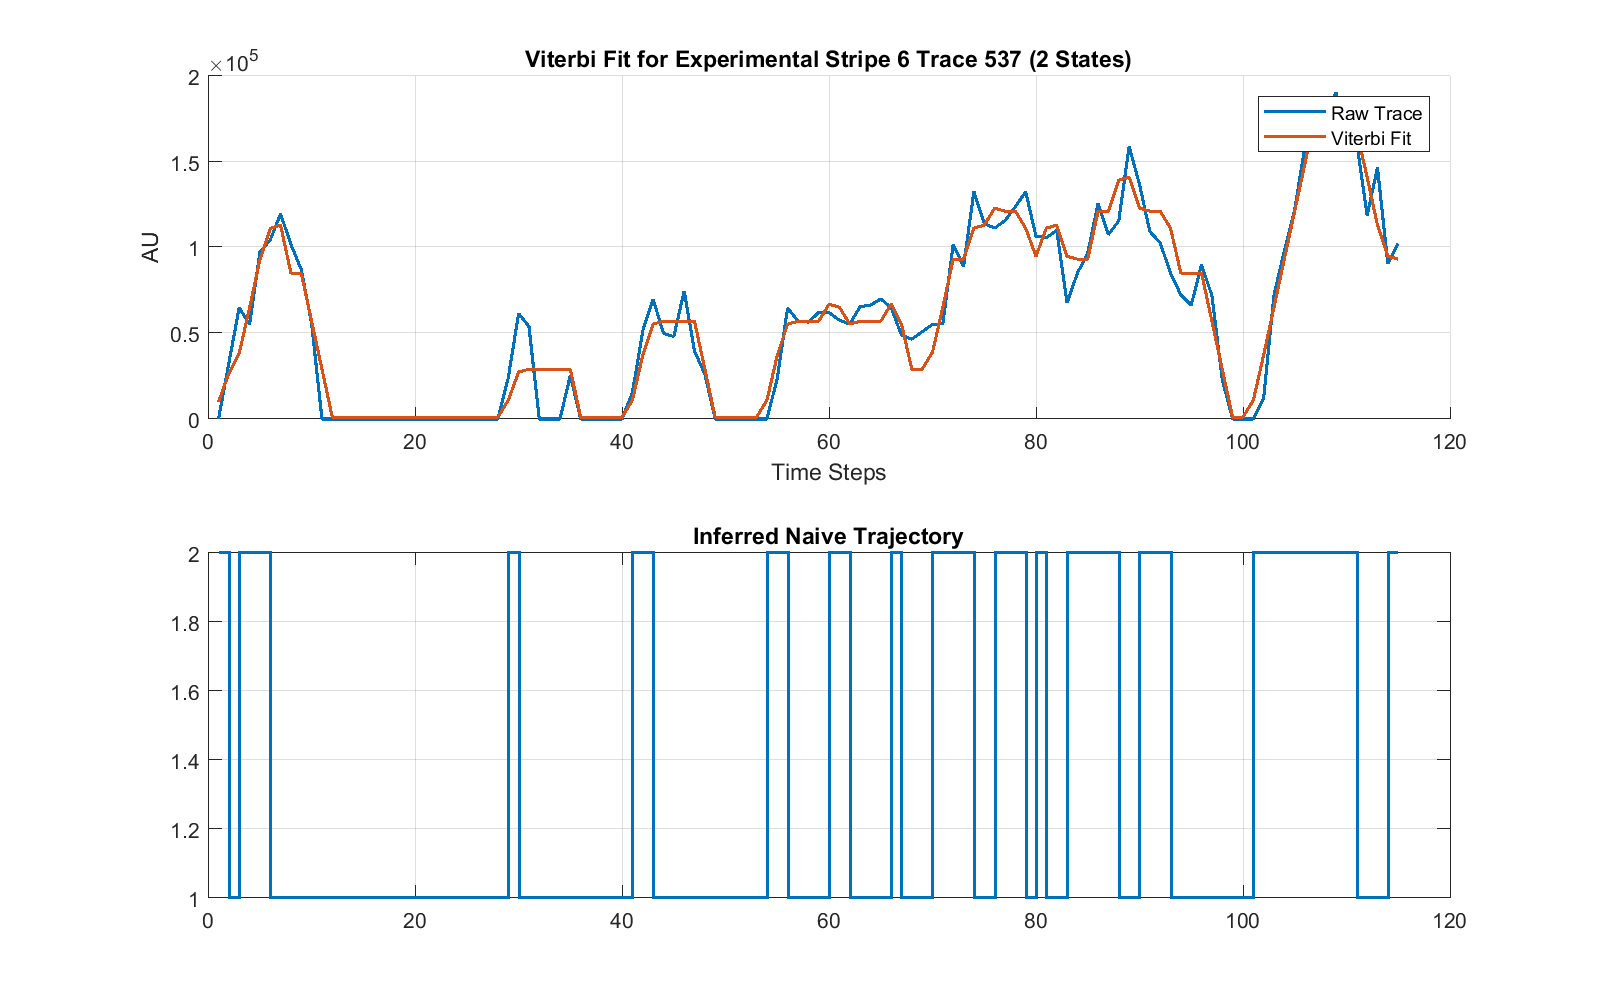 Viterbi Fit for Experimental Stripe 6 Trace 537 (2 States)
×10^5
2
1.5
1
0.5
0
AU
Raw Trace
Viterbi Fit
0 20 40 60 80 100 120
Time Steps
Inferred Naive Trajectory
2
1.8
1.6
1.4
1.2
1
0 20 40 60 80 100 120